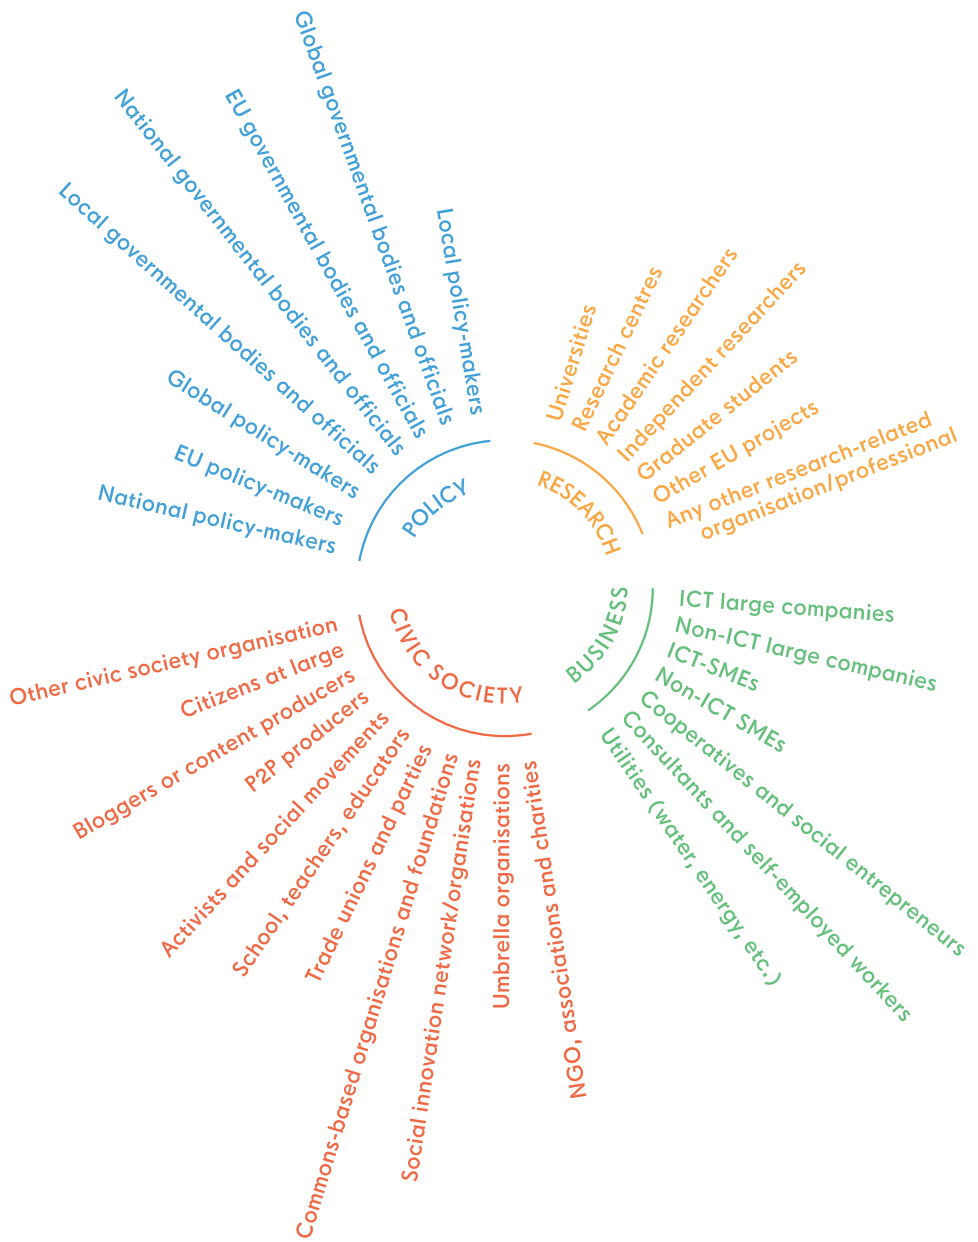 POLICY
National policy-makers
EU policy-makers
Global policy-makers
Local governmental bodies and officials
National governmental bodies and officials
EU governmental bodies and officials
Global governmental bodies and officials
Local policy-makers
RESEARCH
Universities
Research centres
Academic researchers
Independent researchers
Graduate students
Other EU projects
Any other research-related
organisation/professional
BUSINESS
ICT large companies
Non-ICT large companies
ICT-SMEs
Non-ICT SMEs
Cooperatives and social entrepreneurs
Consultants and self-employed workers
Utilities (water, energy, etc.)
CIVIC SOCIETY
Other civic society organisation
Citizens at large
Bloggers or content producers
P2P producers
Activists and social movements
School, teachers, educators
Trade unions and parties
Commons-based organisations and foundations
Social innovation network/organisations
Umbrella organisations
NGO, associations and charities